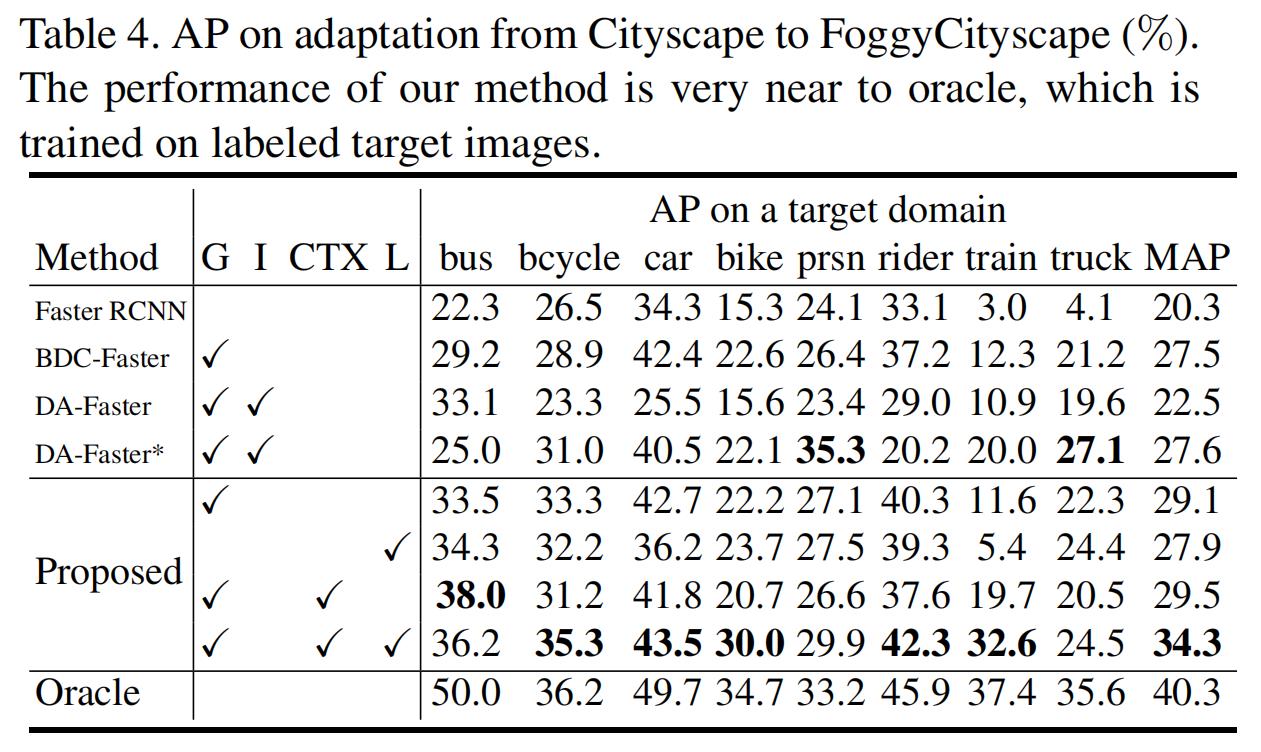 Table 4. AP on adaptation from Cityscape to FoggyCityscape (%).
The performance of our method is very near to oracle, which is
trained on labeled target images.
AP on a target domain
Method G I CTX L bus bcycle car bike prsn rider train truck MAP
Faster RCNN 22.3 26.5 34.3 15.3 24.1 33.1 3.0 4.1 20.3
BDC-Faster ✓ 29.2 28.9 42.4 22.6 26.4 37.2 12.3 21.2 27.5
DA-Faster ✓ ✓ 33.1 23.3 25.5 15.6 23.4 29.0 10.9 19.6 22.5
DA-Faster* ✓ ✓ 25.0 31.0 40.5 22.1 35.3 20.2 20.0 27.1 27.6
✓ 33.5 33.3 42.7 22.2 27.1 40.3 11.6 22.3 29.1
✓ 34.3 32.2 36.2 23.7 27.5 39.3 5.4 24.4 27.9
Proposed
✓ ✓ 38.0 31.2 41.8 20.7 26.6 37.6 19.7 20.5 29.5
✓ ✓ ✓ 36.2 35.3 43.5 30.0 29.9 42.3 32.6 24.5 34.3
Oracle 50.0 36.2 49.7 34.7 33.2 45.9 37.4 35.6 40.3